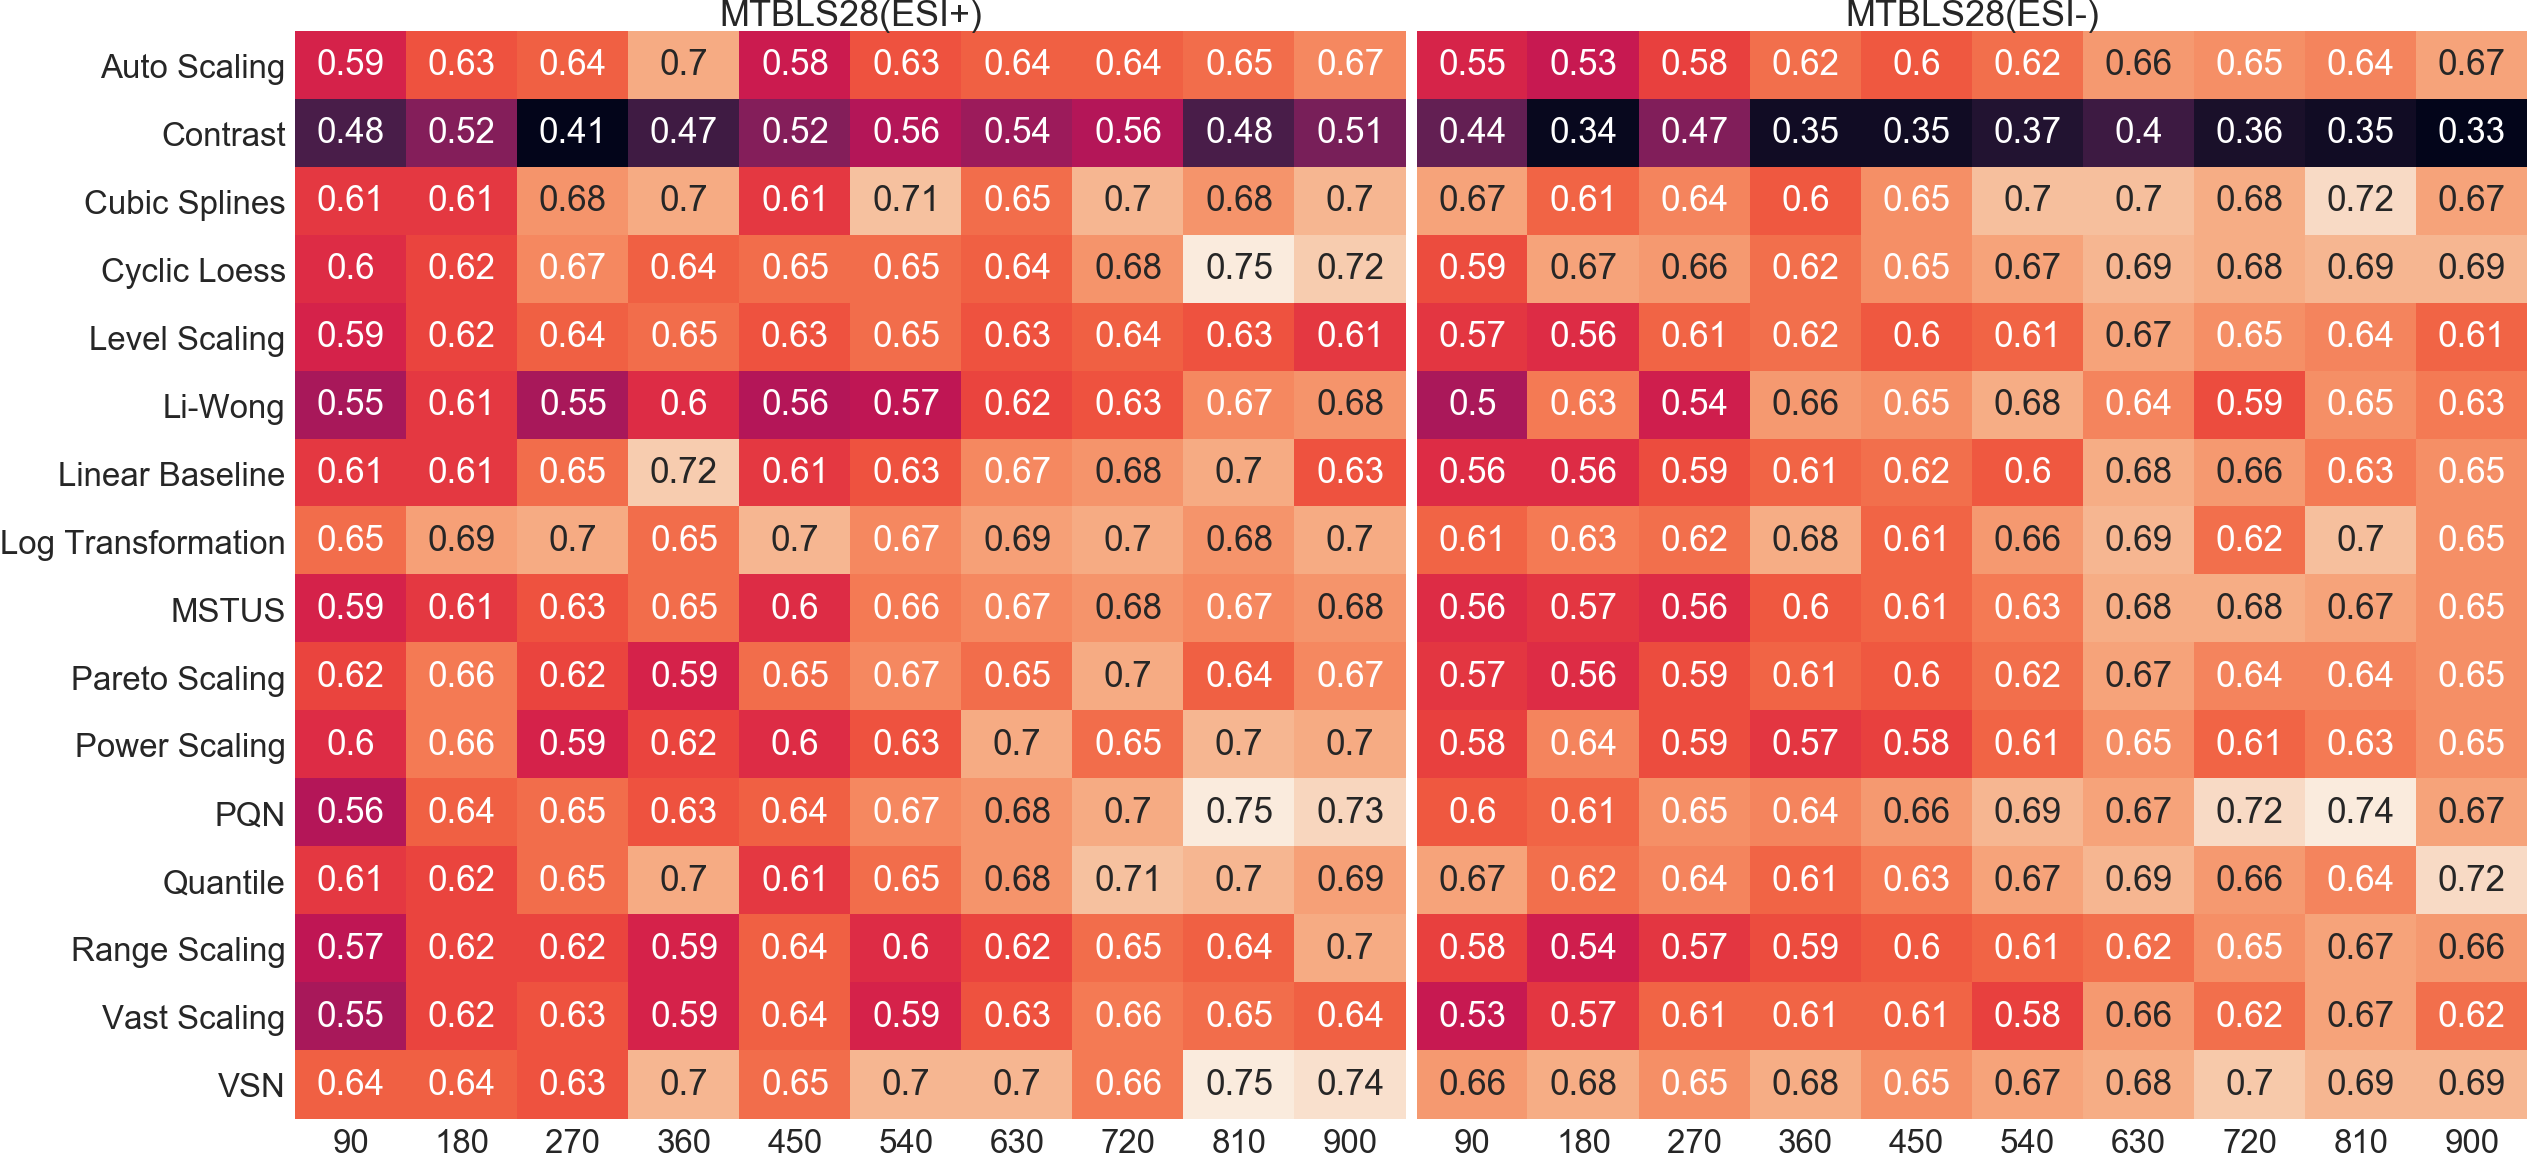 MTBLS28(ESI+) MTBLS28(ESI-)
Auto Scaling 0.59 0.63 0.64 0.7 0.58 0.63 0.64 0.64 0.65 0.67 0.55 0.53 0.58 0.62 0.6 0.62 0.66 0.65 0.64 0.67
Contrast 0.48 0.52 0.41 0.47 0.52 0.56 0.54 0.56 0.48 0.51 0.44 0.34 0.47 0.35 0.35 0.37 0.4 0.36 0.35 0.33
Cubic Splines 0.61 0.61 0.68 0.7 0.61 0.71 0.65 0.7 0.68 0.7 0.67 0.61 0.64 0.6 0.65 0.7 0.7 0.68 0.72 0.67
Cyclic Loess 0.6 0.62 0.67 0.64 0.65 0.65 0.64 0.68 0.75 0.72 0.59 0.67 0.66 0.62 0.65 0.67 0.69 0.68 0.69 0.69
Level Scaling 0.59 0.62 0.64 0.65 0.63 0.65 0.63 0.64 0.63 0.61 0.57 0.56 0.61 0.62 0.6 0.61 0.67 0.65 0.64 0.61
Li-Wong 0.55 0.61 0.55 0.6 0.56 0.57 0.62 0.63 0.67 0.68 0.5 0.63 0.54 0.66 0.65 0.68 0.64 0.59 0.65 0.63
Linear Baseline 0.61 0.61 0.65 0.72 0.61 0.63 0.67 0.68 0.7 0.63 0.56 0.56 0.59 0.61 0.62 0.6 0.68 0.66 0.63 0.65
Log Transformation 0.65 0.69 0.7 0.65 0.7 0.67 0.69 0.7 0.68 0.7 0.61 0.63 0.62 0.68 0.61 0.66 0.69 0.62 0.7 0.65
MSTUS 0.59 0.61 0.63 0.65 0.6 0.66 0.67 0.68 0.67 0.68 0.56 0.57 0.56 0.6 0.61 0.63 0.68 0.68 0.67 0.65
Pareto Scaling 0.62 0.66 0.62 0.59 0.65 0.67 0.65 0.7 0.64 0.67 0.57 0.56 0.59 0.61 0.6 0.62 0.67 0.64 0.64 0.65
Power Scaling 0.6 0.66 0.59 0.62 0.6 0.63 0.7 0.65 0.7 0.7 0.58 0.64 0.59 0.57 0.58 0.61 0.65 0.61 0.63 0.65
PQN 0.56 0.64 0.65 0.63 0.64 0.67 0.68 0.7 0.75 0.73 0.6 0.61 0.65 0.64 0.66 0.69 0.67 0.72 0.74 0.67
Quantile 0.61 0.62 0.65 0.7 0.61 0.65 0.68 0.71 0.7 0.69 0.67 0.62 0.64 0.61 0.63 0.67 0.69 0.66 0.64 0.72
Range Scaling 0.57 0.62 0.62 0.59 0.64 0.6 0.62 0.65 0.64 0.7 0.58 0.54 0.57 0.59 0.6 0.61 0.62 0.65 0.67 0.66
Vast Scaling 0.55 0.62 0.63 0.59 0.64 0.59 0.63 0.66 0.65 0.64 0.53 0.57 0.61 0.61 0.61 0.58 0.66 0.62 0.67 0.62
VSN 0.64 0.64 0.63 0.7 0.65 0.7 0.7 0.66 0.75 0.74 0.66 0.68 0.65 0.68 0.65 0.67 0.68 0.7 0.69 0.69
90 180 270 360 450 540 630 720 810 900 90 180 270 360 450 540 630 720 810 900